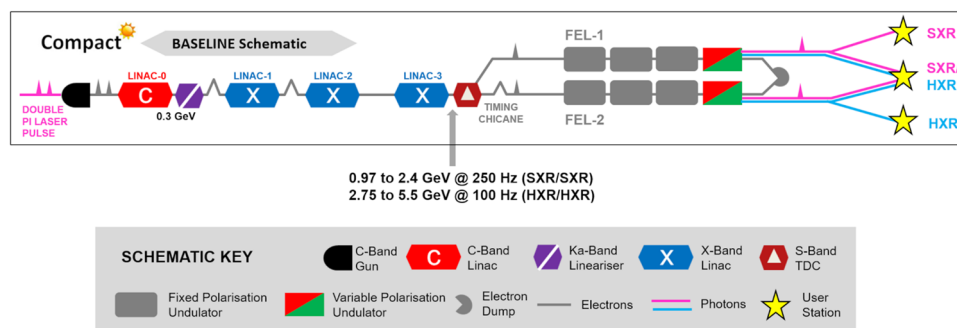 Compact
BASELINE Schematic
FEL-1
SXR
LINAC-0
LINAC-1
LINAC-2
LINAC-3
C
X
X
X
SXR/
HXR
DOUBLE
PI LASER
PULSE
0.3 GeV
TIMING
CHICANE
FEL-2
HXR
0.97 to 2.4 GeV @ 250 Hz (SXR/SXR)
2.75 to 5.5 GeV @ 100 Hz (HXR/HXR)
SCHEMATIC KEY
C-Band
Gun
C
C-Band
Linac
Ka-Band
Lineariser
X
X-Band
Linac
S-Band
TDC
Fixed Polarisation
Undulator
Variable Polarisation
Undulator
Electron
Dump
Electrons
Photons
User
Station